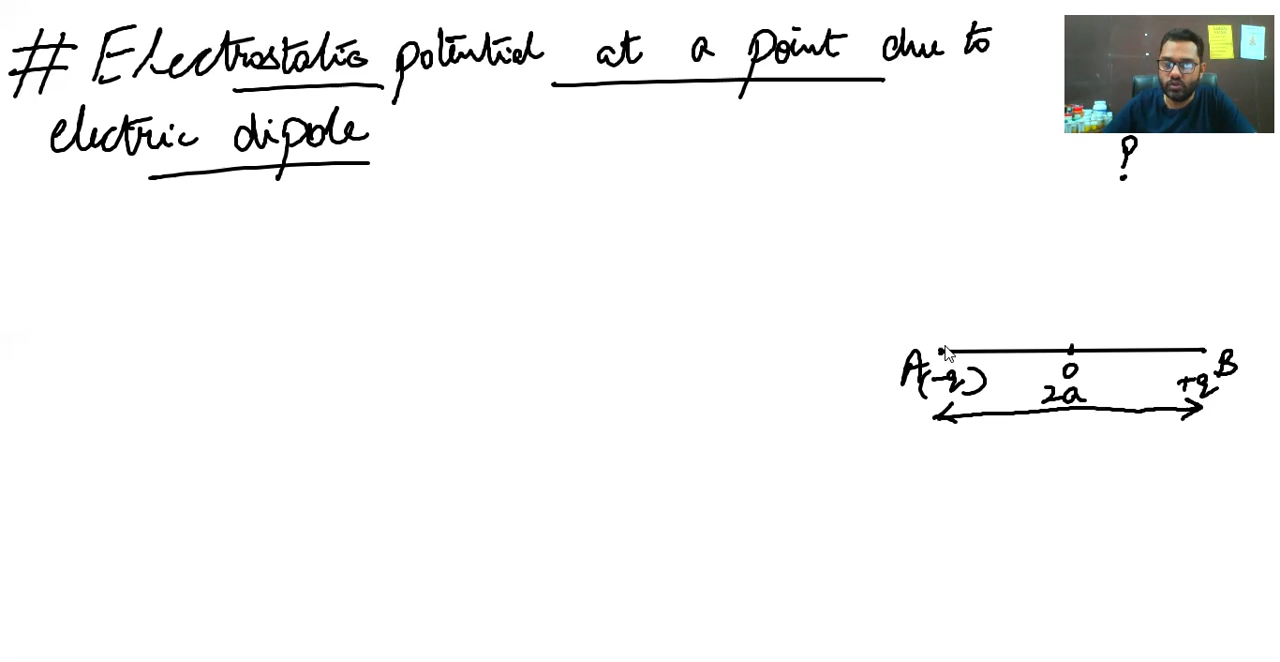 # Electrostatic potential at a point due to
electric dipole
P
A(-q) O +q B
2a